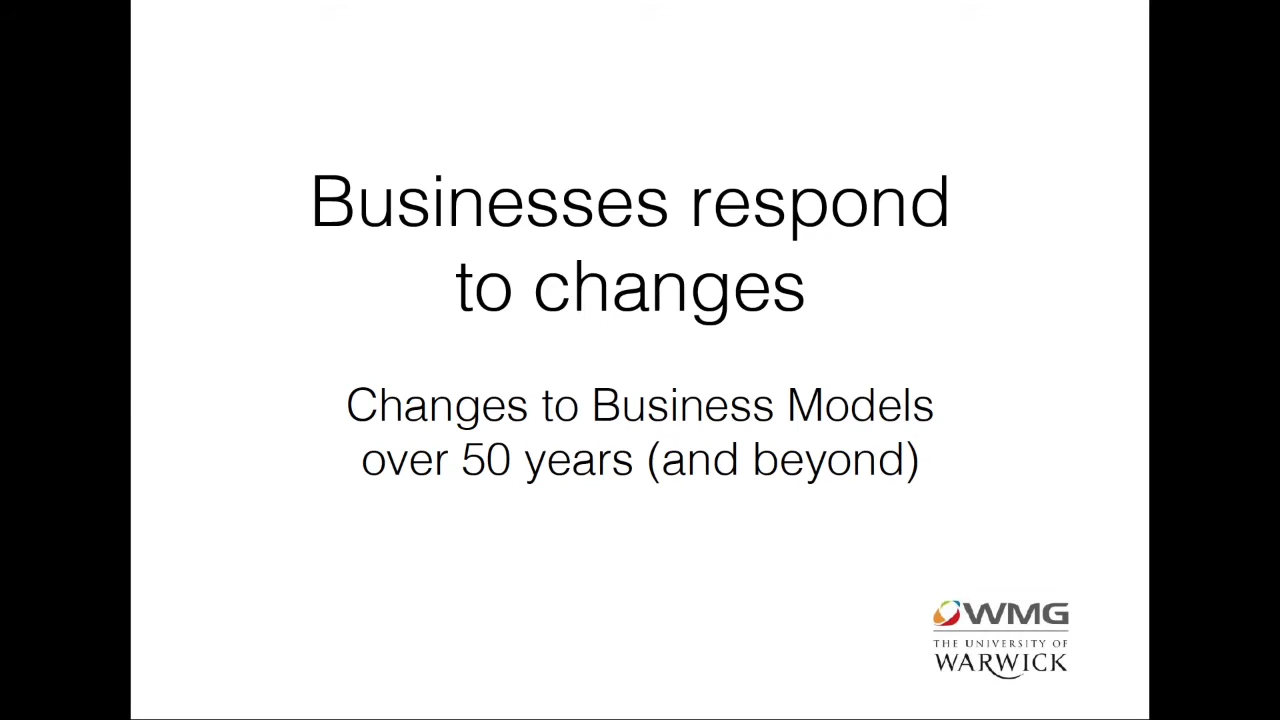 Businesses respond
to changes
Changes to Business Models
over 50 years (and beyond)
WMG
THE UNIVERSITY OF
WARWICK